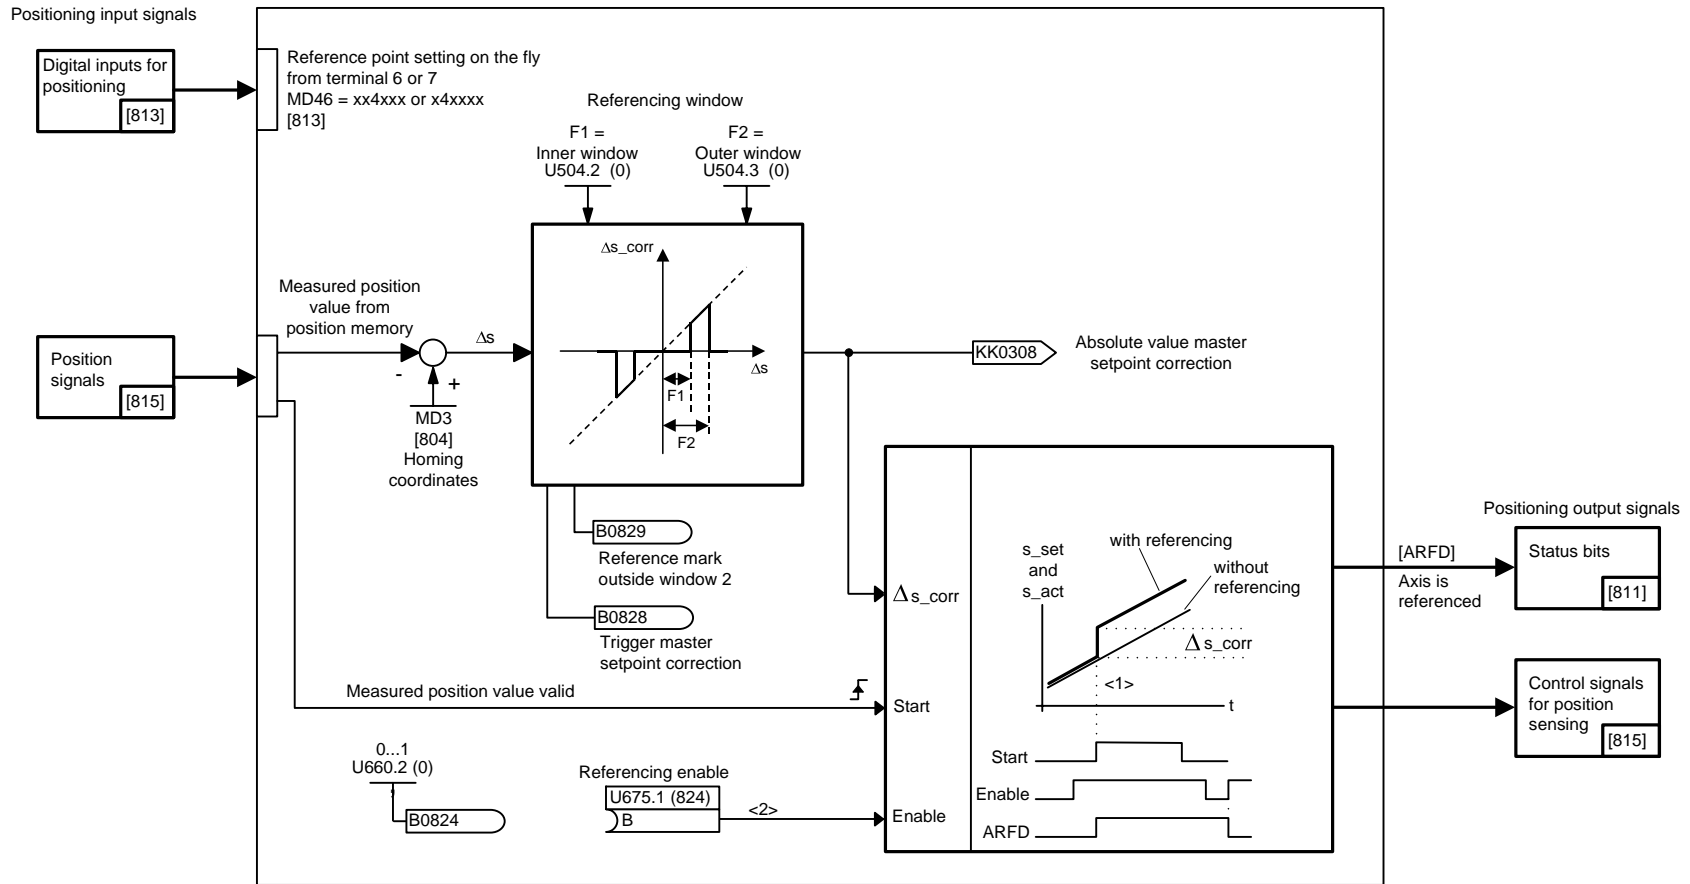 Positioning input signals
Digital inputs for
positioning
[813]
Reference point setting on the fly
from terminal 6 or 7
MD46 = xx4xxx or x4xxxx
[813]
Referencing window
F1 =
Inner window
U504.2 (0)
F2 =
Outer window
U504.3 (0)
Δs_corr
Δs
F1
F2
Measured position
value from
position memory
Δs
-
+
MD3
[804]
Homing
coordinates
Position
signals
[815]
KK0308
Absolute value master
setpoint correction
B0829
Reference mark
outside window 2
B0828
Trigger master
setpoint correction
Measured position value valid
0...1
U660.2 (0)
B0824
Referencing enable
U675.1 (824)
B
<2>
Δ s_corr
Start
Enable
s_set
and
s_act
with referencing
without
referencing
Δ s_corr
<1>
t
Start
Enable
ARFD
Positioning output signals
[ARFD]
Axis is
referenced
Status bits
[811]
Control signals
for position
sensing
[815]